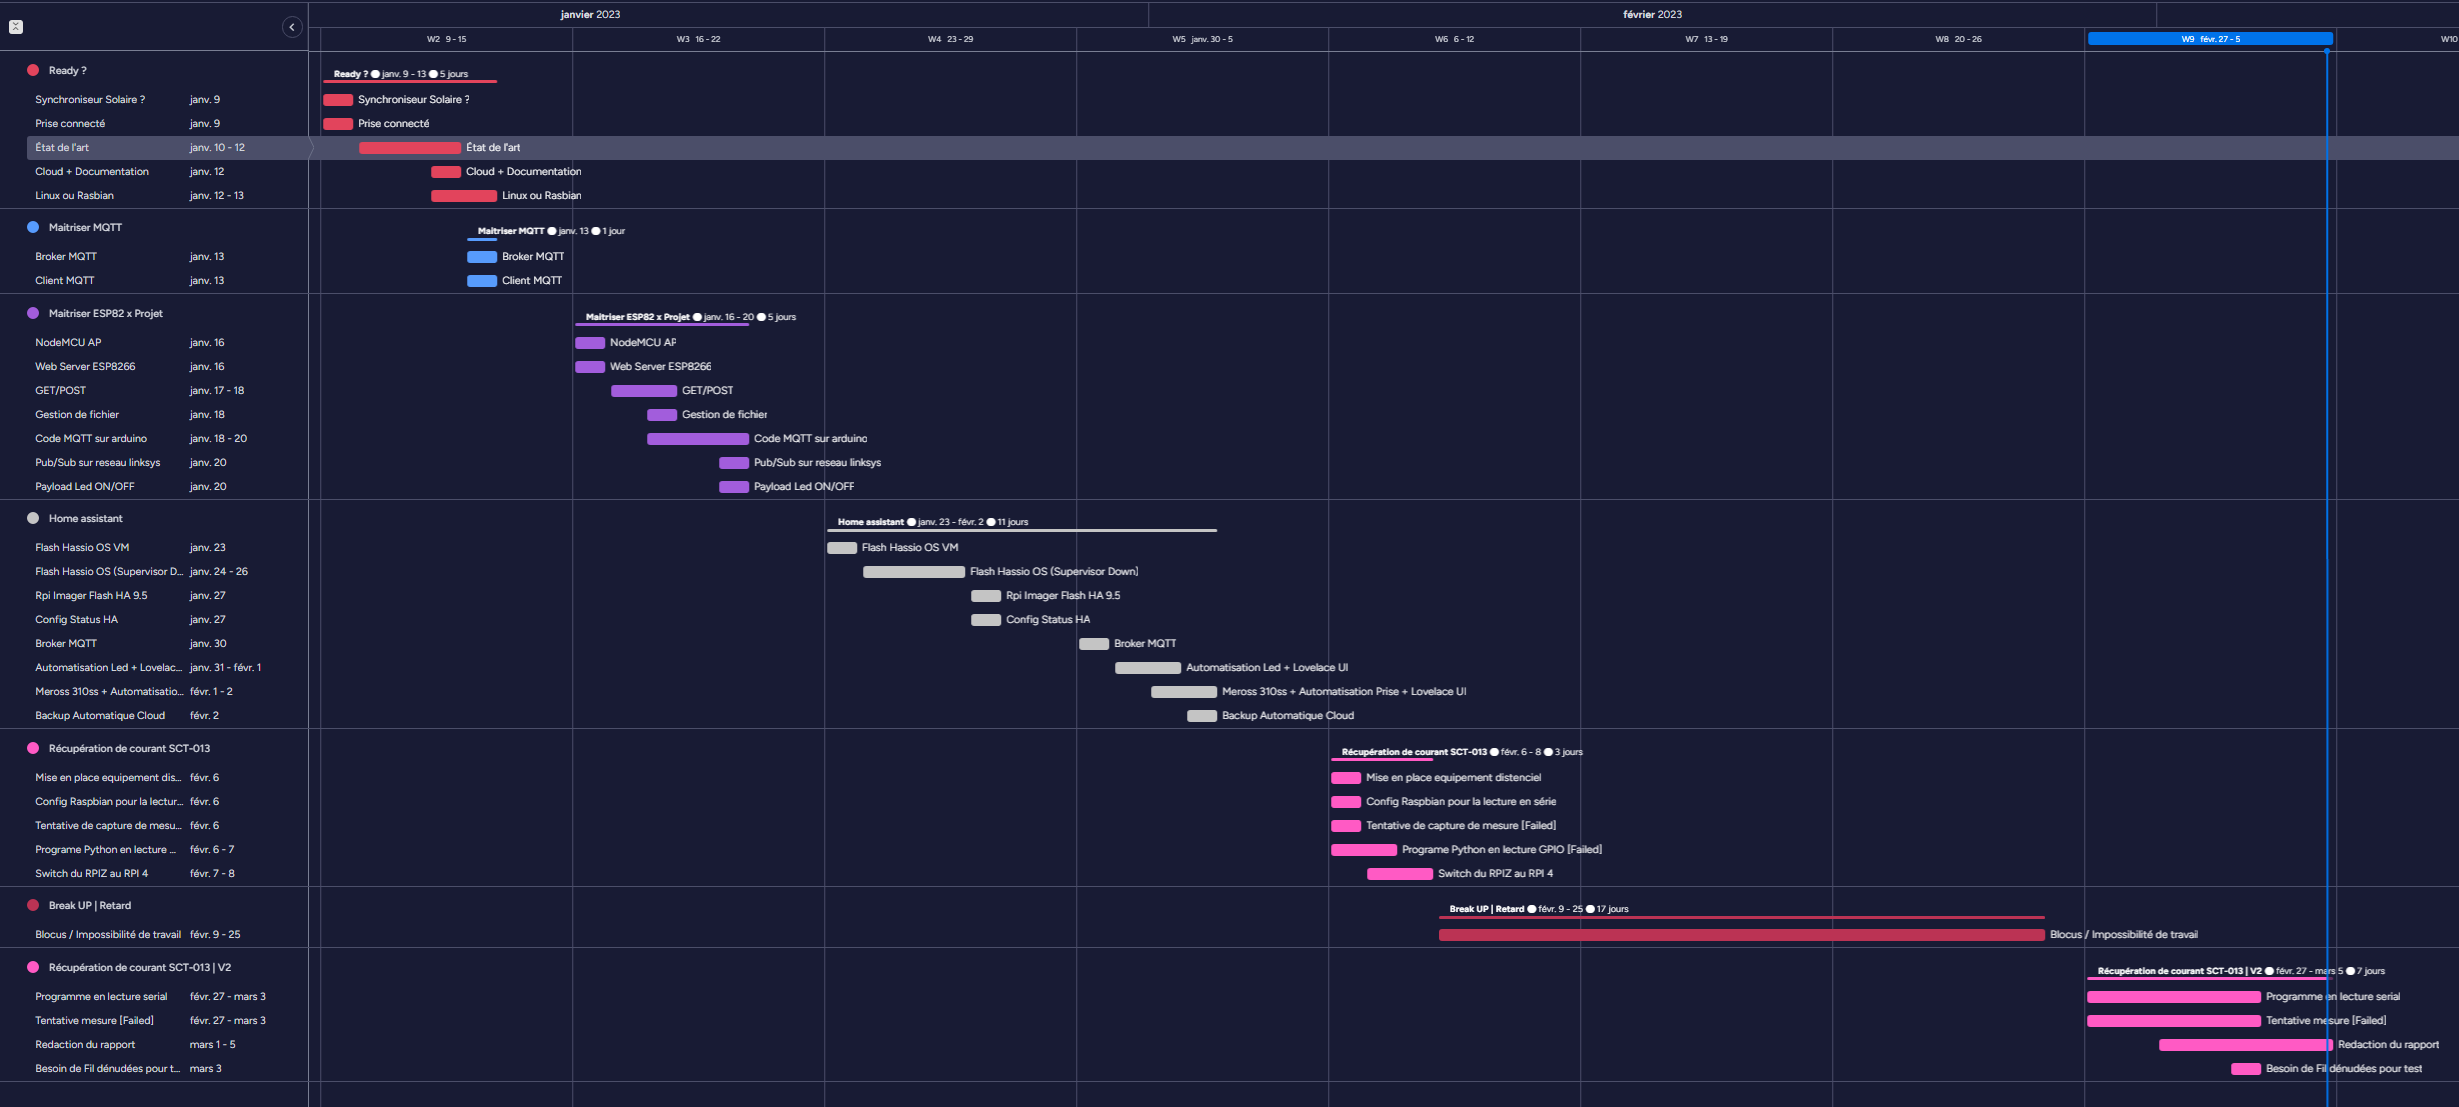 janvier 2023
février 2023
W2 9 - 15
W3 16 - 22
W4 23 - 29
W5 janv. 30 - 5
W6 6 - 12
W7 13 - 19
W8 20 - 26
W9 févr. 27 - 5
W10
Ready ?
Ready ? janv. 9 - 13 5 jours
Synchroniseur Solaire ? janv. 9 Synchroniseur Solaire ?
Prise connecté janv. 9 Prise connecté
État de l'art janv. 10 - 12 État de l'art
Cloud + Documentation janv. 12 Cloud + Documentation
Linux ou Rasbian janv. 12 - 13 Linux ou Rasbian
Maitriser MQTT
Maitriser MQTT janv. 13 1 jour
Broker MQTT janv. 13 Broker MQTT
Client MQTT janv. 13 Client MQTT
Maitriser ESP82 x Projet
Maitriser ESP82 x Projet janv. 16 - 20 5 jours
NodeMCU AP janv. 16 NodeMCU AP
Web Server ESP8266 janv. 16 Web Server ESP8266
GET/POST janv. 17 - 18 GET/POST
Gestion de fichier janv. 18 Gestion de fichier
Code MQTT sur arduino janv. 18 - 20 Code MQTT sur arduino
Pub/Sub sur reseau linksys janv. 20 Pub/Sub sur reseau linksys
Payload Led ON/OFF janv. 20 Payload Led ON/OFF
Home assistant
Home assistant janv. 23 - févr. 2 11 jours
Flash Hassio OS VM janv. 23 Flash Hassio OS VM
Flash Hassio OS (Supervisor D... janv. 24 - 26 Flash Hassio OS (Supervisor Down)
Rpi Imager Flash HA 9.5 janv. 27 Rpi Imager Flash HA 9.5
Config Status HA janv. 27 Config Status HA
Broker MQTT janv. 30 Broker MQTT
Automatisation Led + Lovelac... janv. 31 - févr. 1 Automatisation Led + Lovelace UI
Meross 310ss + Automatisatio... févr. 1 - 2 Meross 310ss + Automatisation Prise + Lovelace UI
Backup Automatique Cloud févr. 2 Backup Automatique Cloud
Récupération de courant SCT-013
Récupération de courant SCT-013 févr. 6 - 8 3 jours
Mise en place equipement dis... févr. 6 Mise en place equipement distenciel
Config Raspbian pour la lectur... févr. 6 Config Raspbian pour la lecture en série
Tentative de capture de mesu... févr. 6 Tentative de capture de mesure [Failed]
Programe Python en lecture ... févr. 6 - 7 Programe Python en lecture GPIO [Failed]
Switch du RPIZ au RPI 4 févr. 7 - 8 Switch du RPIZ au RPI 4
Break UP | Retard
Break UP | Retard févr. 9 - 25 17 jours
Blocus / Impossibilité de travail févr. 9 - 25 Blocus / Impossibilité de travail
Récupération de courant SCT-013 | V2
Récupération de courant SCT-013 | V2 févr. 27 - mars 5 7 jours
Programme en lecture serial févr. 27 - mars 3 Programme en lecture serial
Tentative mesure [Failed] févr. 27 - mars 3 Tentative mesure [Failed]
Redaction du rapport mars 1 - 5 Redaction du rapport
Besoin de Fil dénudées pour t... mars 3 Besoin de Fil dénudées pour test